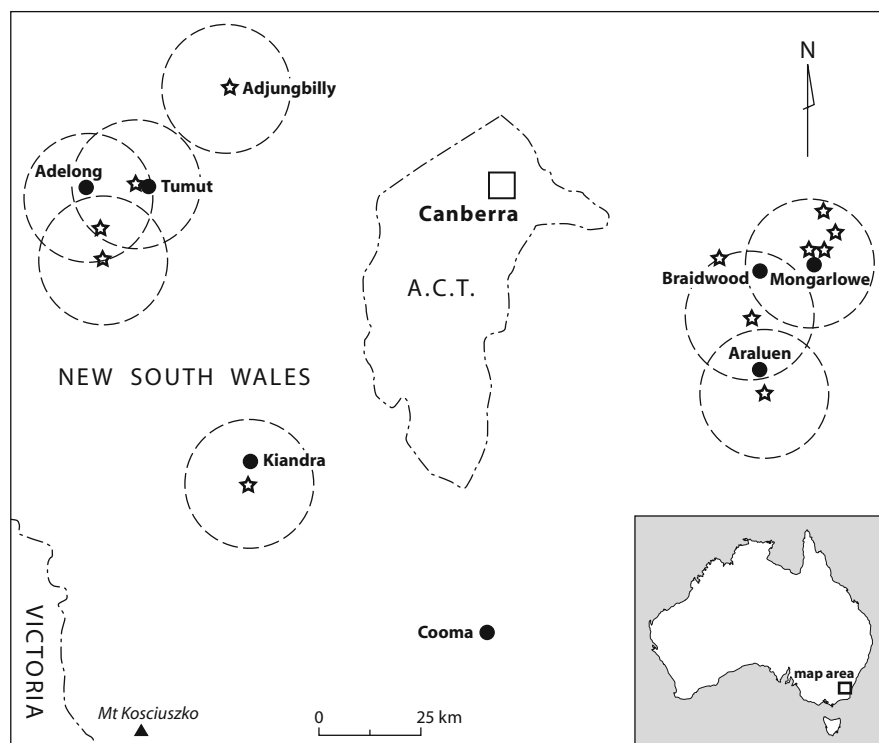 N
Adjungbilly
Adelong
Tumut
Canberra
A.C.T.
Braidwood
Mongarlowe
Araluen
NEW SOUTH WALES
Kiandra
VICTORIA
Cooma
map area
Mt Kosciuszko
0 25 km